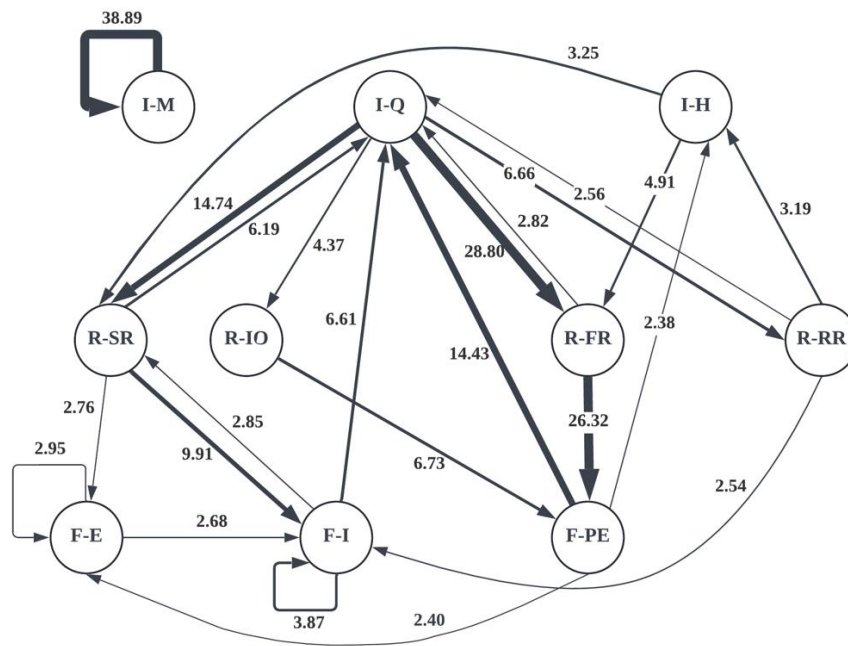 38.89
3.25
I-M
I-Q
I-H
6.66
4.91
2.56
14.74
3.19
6.19
2.82
4.37
28.80
6.61
2.38
R-SR
R-IO
R-FR
R-RR
14.43
2.76
2.85
26.32
2.95
9.91
6.73
2.54
2.68
F-E
F-I
F-PE
3.87
2.40